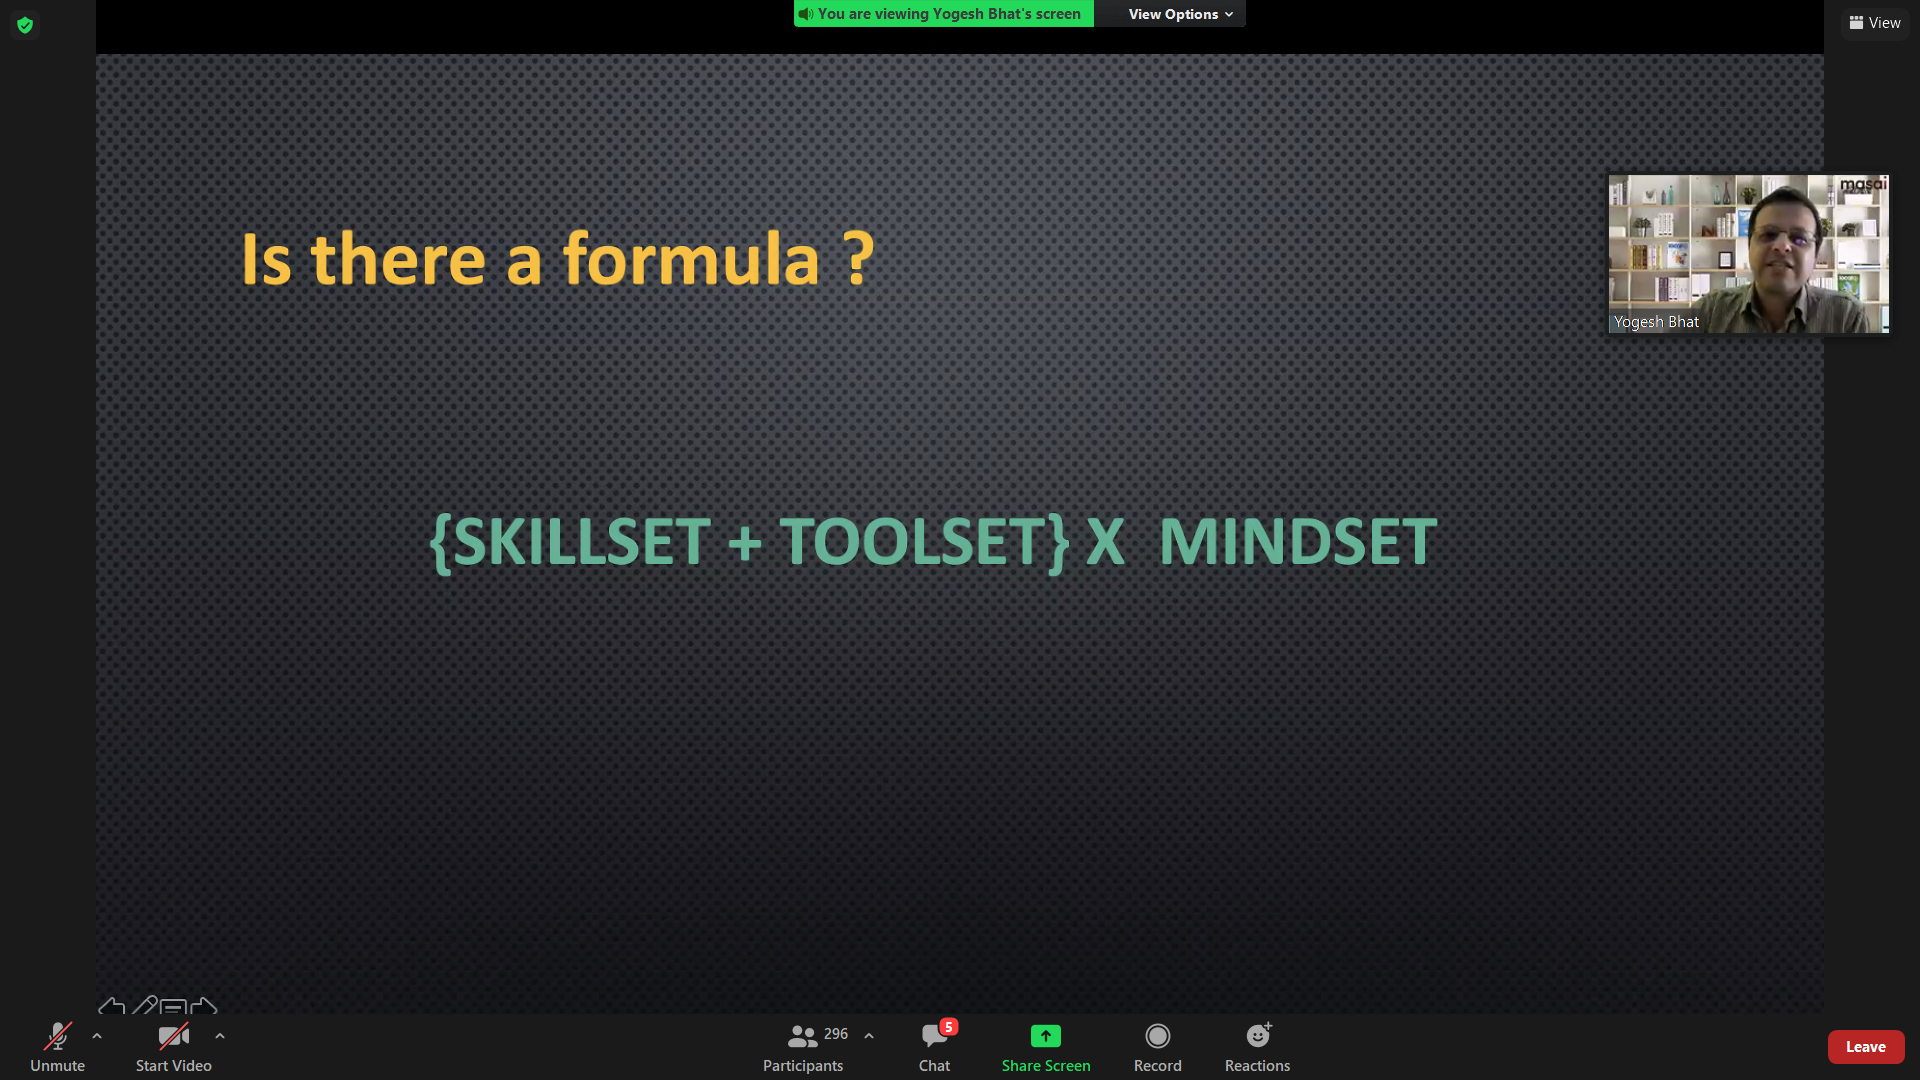 You are viewing Yogesh Bhat's screen
View Options
View
Is there a formula ?
masai
Yogesh Bhat
{SKILLSET + TOOLSET} X MINDSET
Unmute
Start Video
296
Participants
5
Chat
Share Screen
Record
Reactions
Leave